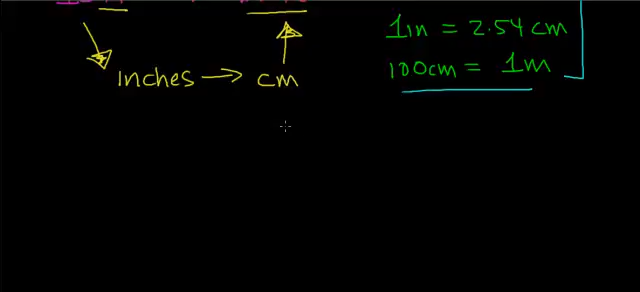 1in = 2.54 cm
inches → cm
100cm = 1m